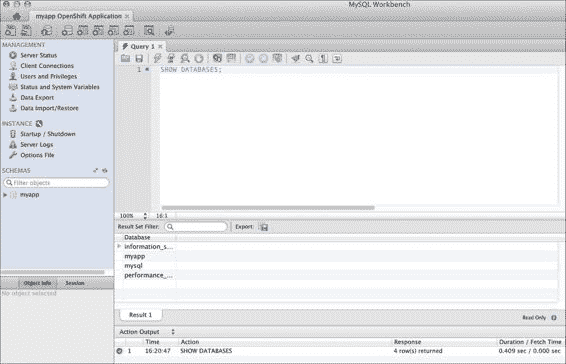 MySQL Workbench
myapp OpenShift Application
MANAGEMENT
Server Status
Client Connections
Users and Privileges
Status and System Variables
Data Export
Data Import/Restore
INSTANCE
Startup / Shutdown
Server Logs
Options File
SCHEMAS
Filter objects
myapp
Object Info Session
No object selected
Query 1
1 SHOW DATABASES;
100% 16:1
Result Set Filter: Export:
Database
information_s...
myapp
mysql
performance_...
Result 1
Read Only
Action Output
Time Action Response Duration / Fetch Time
1 16:20:47 SHOW DATABASES 4 row(s) returned 0.409 sec / 0.000 sec